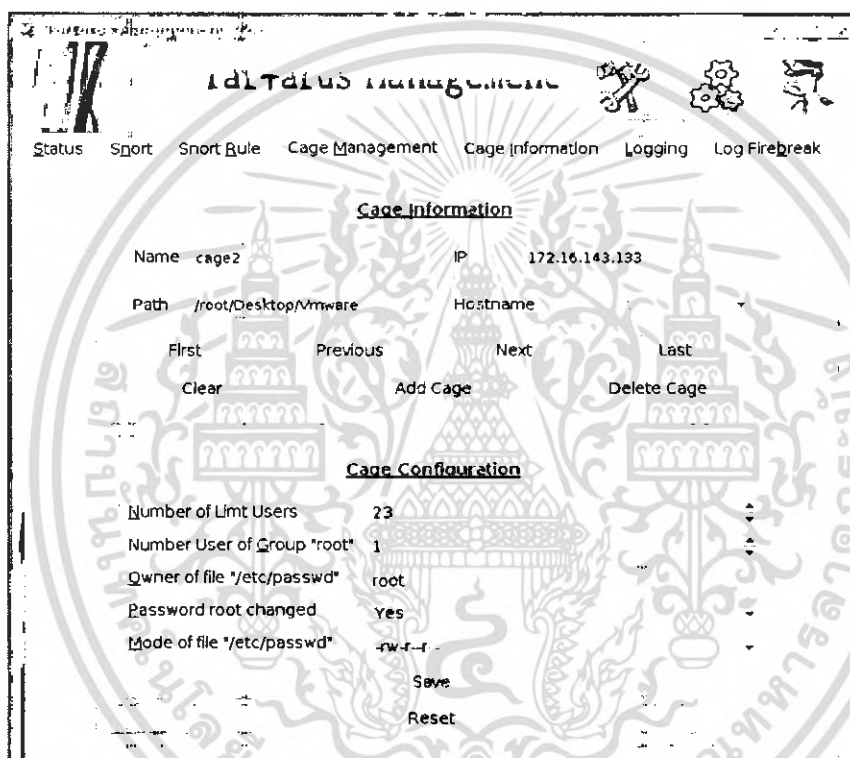 Status Snort Snort Rule Cage Management Cage Information Logging Log Firebreak
Cage Information
Name cage2 IP 172.16.143.133
Path /root/Desktop/Vmware Hostname
First Previous Next Last
Clear Add Cage Delete Cage
Cage Configuration
Number of Limt Users 23
Number User of Group "root" 1
Owner of file "/etc/passwd" root
Password root changed Yes
Mode of file "/etc/passwd" -rw-r--r--
Save
Reset